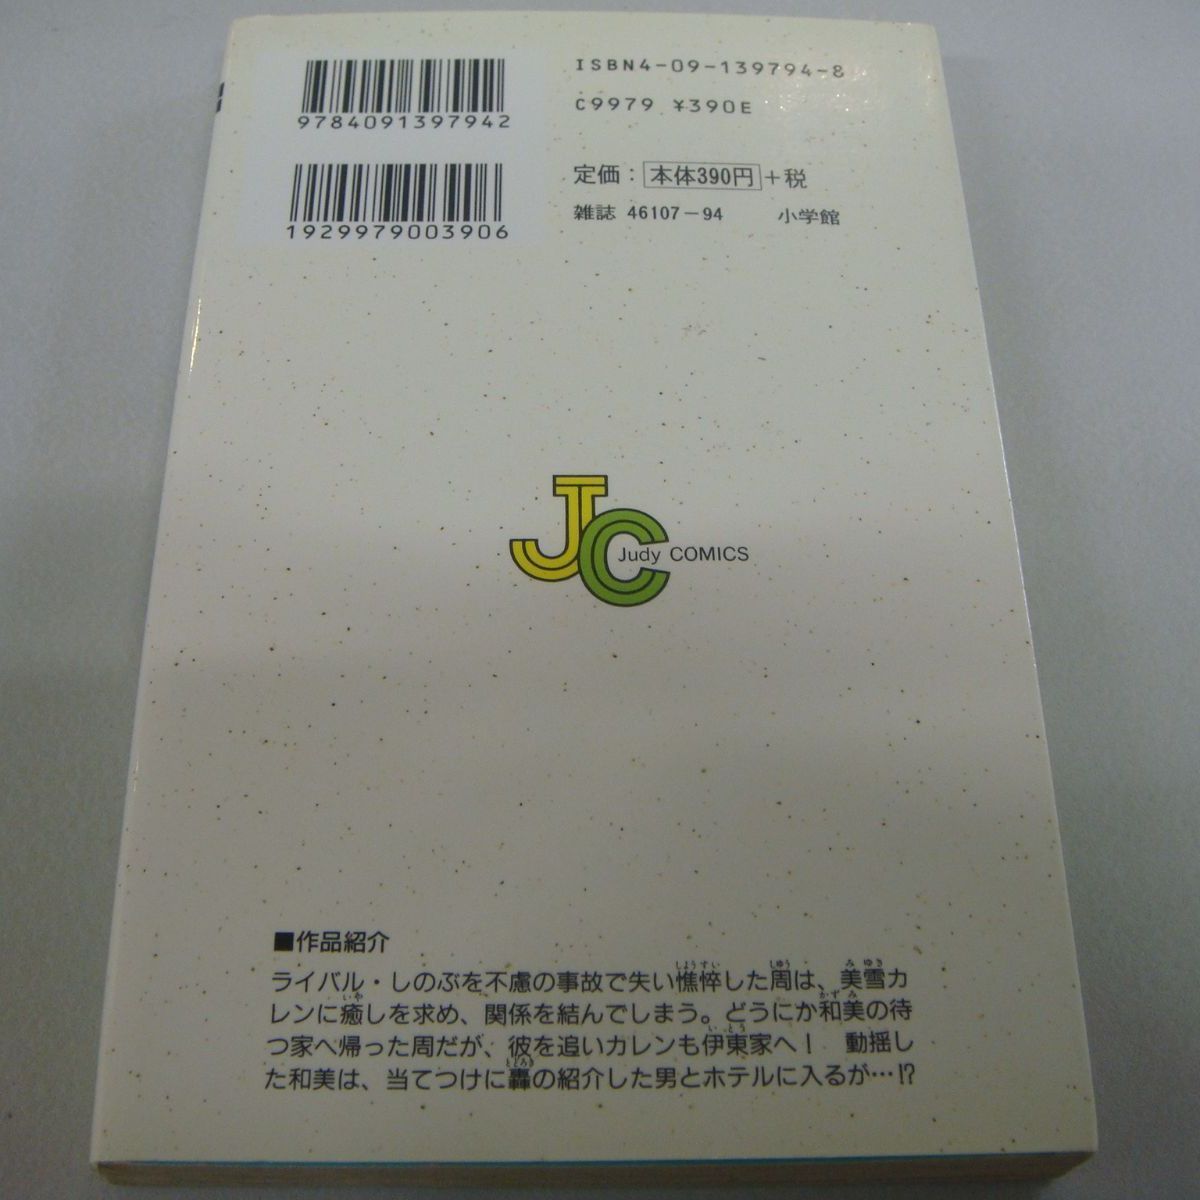 9784091397942
1929979003906
ISBN4-09-139794-8
C9979 ¥390E
定価：本体390円＋税
雑誌 46107-94 小学館
JC
Judy COMICS
■作品紹介
ライバル・しのぶを不慮の事故で失い憔悴した周は、美雪カ
レンに癒しを求め、関係を結んでしまう。どうにか和美の待
つ家へ帰った周だが、彼を追いカレンも伊東家へ！ 動揺し
た和美は、当てつけに轟の紹介した男とホテルに入るが…!?